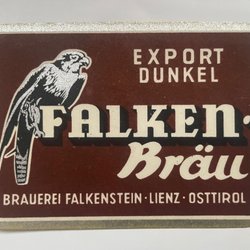 EXPORT
DUNKEL
FALKEN-
Bräu
BRAUEREI FALKENSTEIN · LIENZ · OSTTIROL